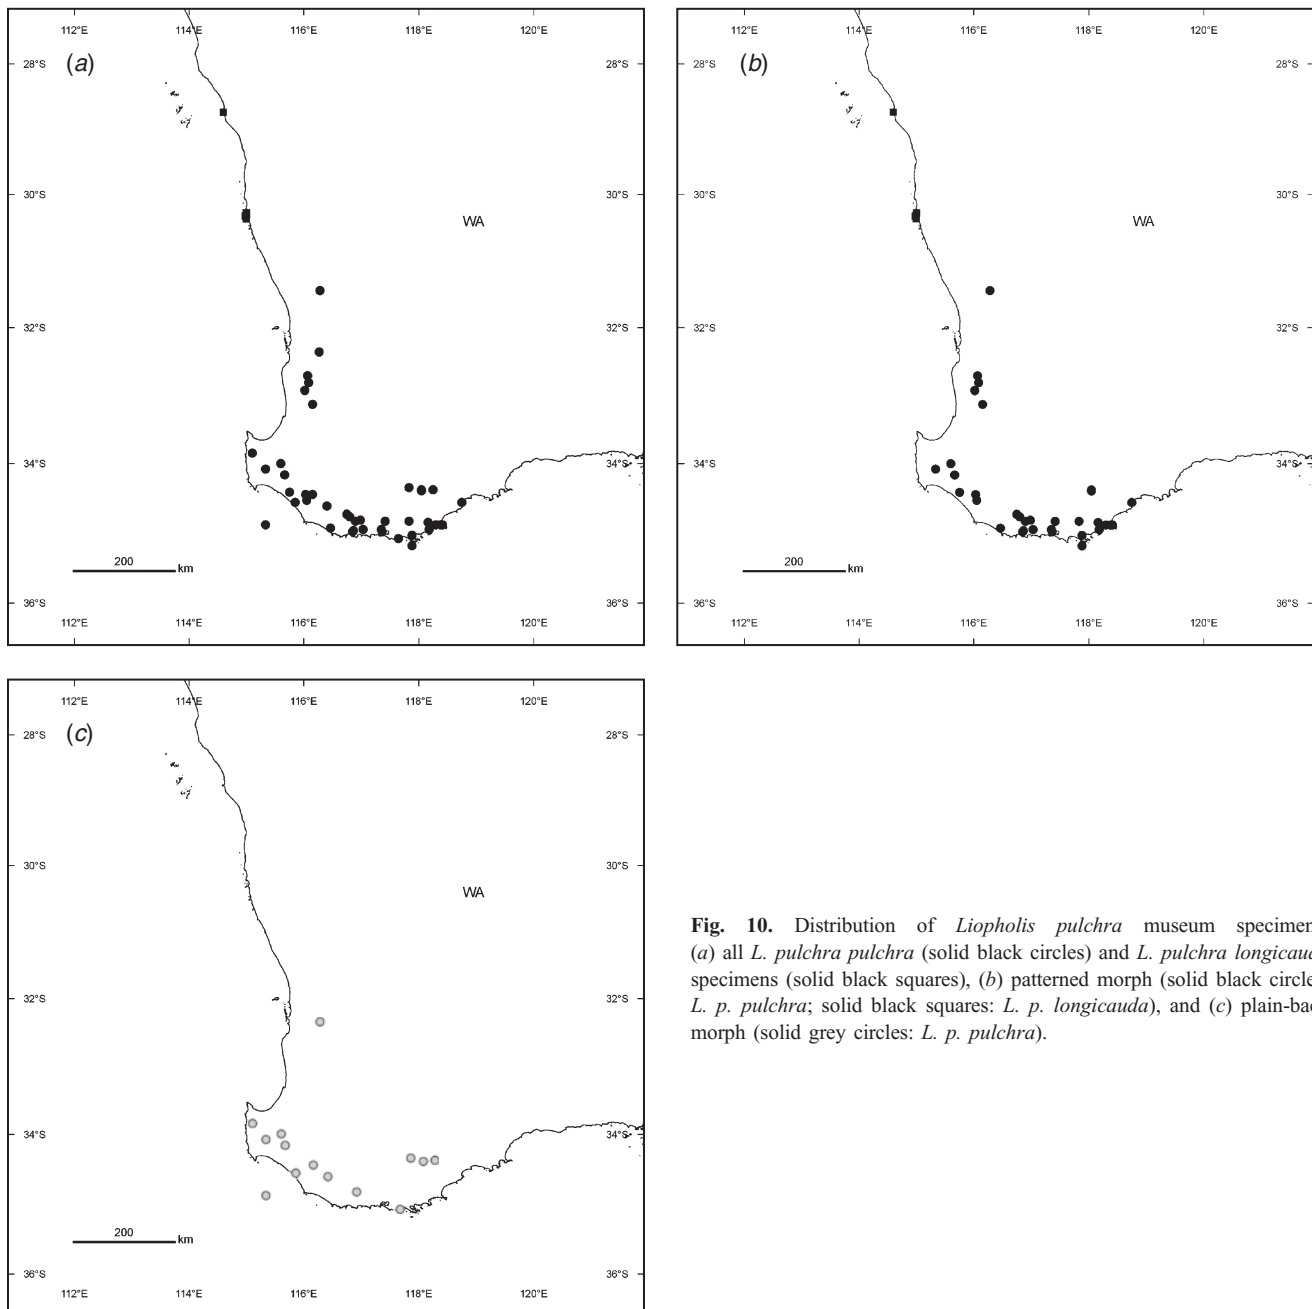 112°E 114°E 116°E 118°E 120°E
(a)
28°S 28°S
30°S 30°S
WA
32°S 32°S
34°S 34°S
200
km
36°S 36°S
112°E 114°E 116°E 118°E 120°E
112°E 114°E 116°E 118°E 120°E
(b)
28°S 28°S
30°S 30°S
WA
32°S 32°S
34°S 34°S
200
km
36°S 36°S
112°E 114°E 116°E 118°E 120°E
112°E 114°E 116°E 118°E 120°E
(c)
28°S 28°S
30°S 30°S
WA
32°S 32°S
34°S 34°S
200
km
36°S 36°S
112°E 114°E 116°E 118°E 120°E
Fig. 10. Distribution of Liopholis pulchra museum specimen
(a) all L. pulchra pulchra (solid black circles) and L. pulchra longicaud
specimens (solid black squares), (b) patterned morph (solid black circle
L. p. pulchra; solid black squares: L. p. longicauda), and (c) plain-bac
morph (solid grey circles: L. p. pulchra).